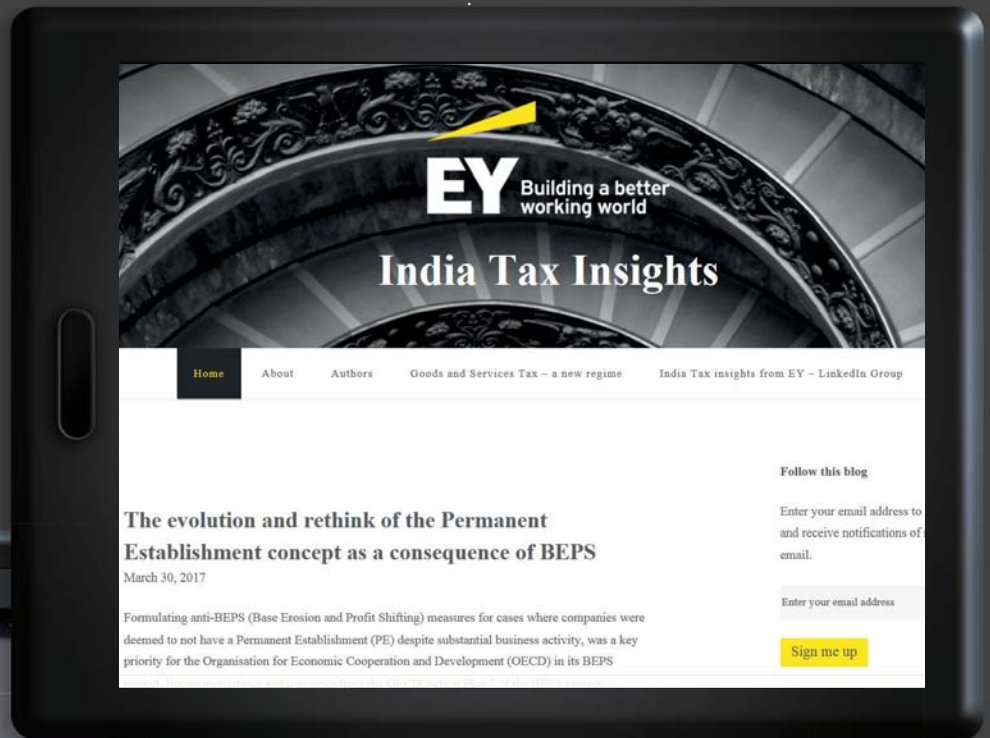 EY Building a better
working world
India Tax Insights
Home About Authors Goods and Services Tax – a new regime India Tax insights from EY – LinkedIn Group
Follow this blog
Enter your email address to
and receive notifications of
email.
Enter your email address
Sign me up
The evolution and rethink of the Permanent
Establishment concept as a consequence of BEPS
March 30, 2017
Formulating anti-BEPS (Base Erosion and Profit Shifting) measures for cases where companies were
deemed to not have a Permanent Establishment (PE) despite substantial business activity, was a key
priority for the Organisation for Economic Cooperation and Development (OECD) in its BEPS